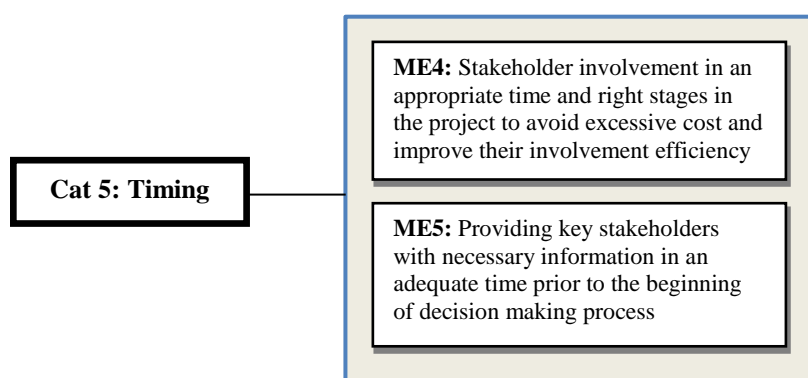 Cat 5: Timing
ME4: Stakeholder involvement in an
appropriate time and right stages in
the project to avoid excessive cost and
improve their involvement efficiency
ME5: Providing key stakeholders
with necessary information in an
adequate time prior to the beginning
of decision making process